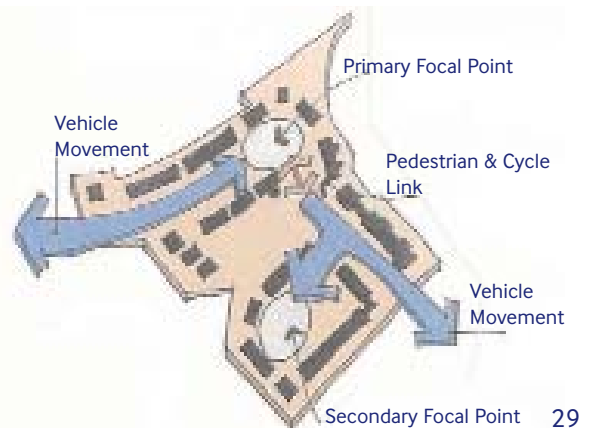 Primary Focal Point
Vehicle
Movement
Pedestrian & Cycle
Link
Vehicle
Movement
Secondary Focal Point
29